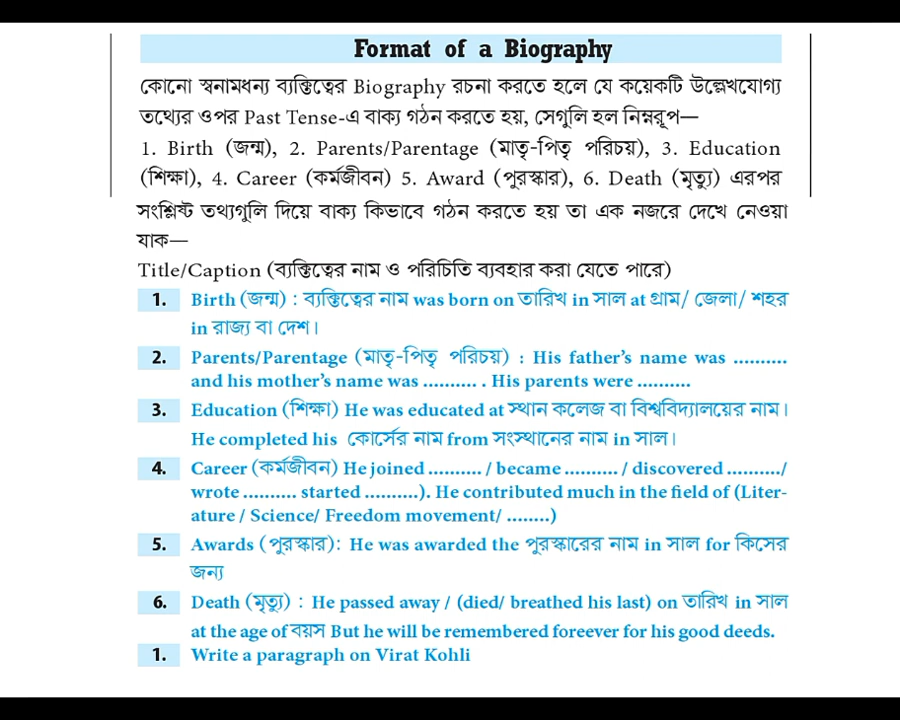 Format of a Biography
কোনো স্বনামধন্য ব্যক্তিত্বের Biography রচনা করতে হলে যে কয়েকটি উল্লেখযোগ্য
তথ্যের ওপর Past Tense-এ বাক্য গঠন করতে হয়, সেগুলি হল নিম্নরূপ—
1. Birth (জন্ম), 2. Parents/Parentage (মাতৃ-পিতৃ পরিচয়), 3. Education
(শিক্ষা), 4. Career (কর্মজীবন) 5. Award (পুরস্কার), 6. Death (মৃত্যু) এরপর
সংশ্লিষ্ট তথ্যগুলি দিয়ে বাক্য কিভাবে গঠন করতে হয় তা এক নজরে দেখে নেওয়া
যাক—
Title/Caption (ব্যক্তিত্বের নাম ও পরিচিতি ব্যবহার করা যেতে পারে)
1. Birth (জন্ম) : ব্যক্তিত্বের নাম was born on তারিখ in সাল at গ্রাম/ জেলা/ শহর
in রাজ্য বা দেশ।
2. Parents/Parentage (মাতৃ-পিতৃ পরিচয়) : His father's name was ..........
and his mother's name was .......... . His parents were ..........
3. Education (শিক্ষা) He was educated at স্থান কলেজ বা বিশ্ববিদ্যালয়ের নাম।
He completed his কোর্সের নাম from সংস্থানের নাম in সাল।
4. Career (কর্মজীবন) He joined .......... / became .......... / discovered ........../
wrote .......... started ..........). He contributed much in the field of (Liter-
ature / Science/ Freedom movement/ ........)
5. Awards (পুরস্কার): He was awarded the পুরস্কারের নাম in সাল for কিসের
জন্য
6. Death (মৃত্যু) : He passed away / (died/ breathed his last) on তারিখ in সাল
at the age of বয়স But he will be remembered foreever for his good deeds.
1. Write a paragraph on Virat Kohli